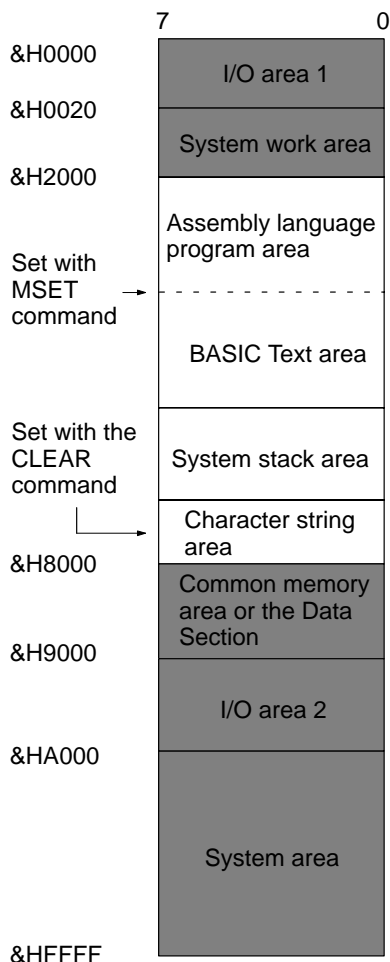 7 0
&H0000
I/O area 1
&H0020
System work area
&H2000
Assembly language
program area
Set with
MSET
command
BASIC Text area
Set with the
CLEAR
command
System stack area
Character string
area
&H8000
Common memory
area or the Data
Section
&H9000
I/O area 2
&HA000
System area
&HFFFF